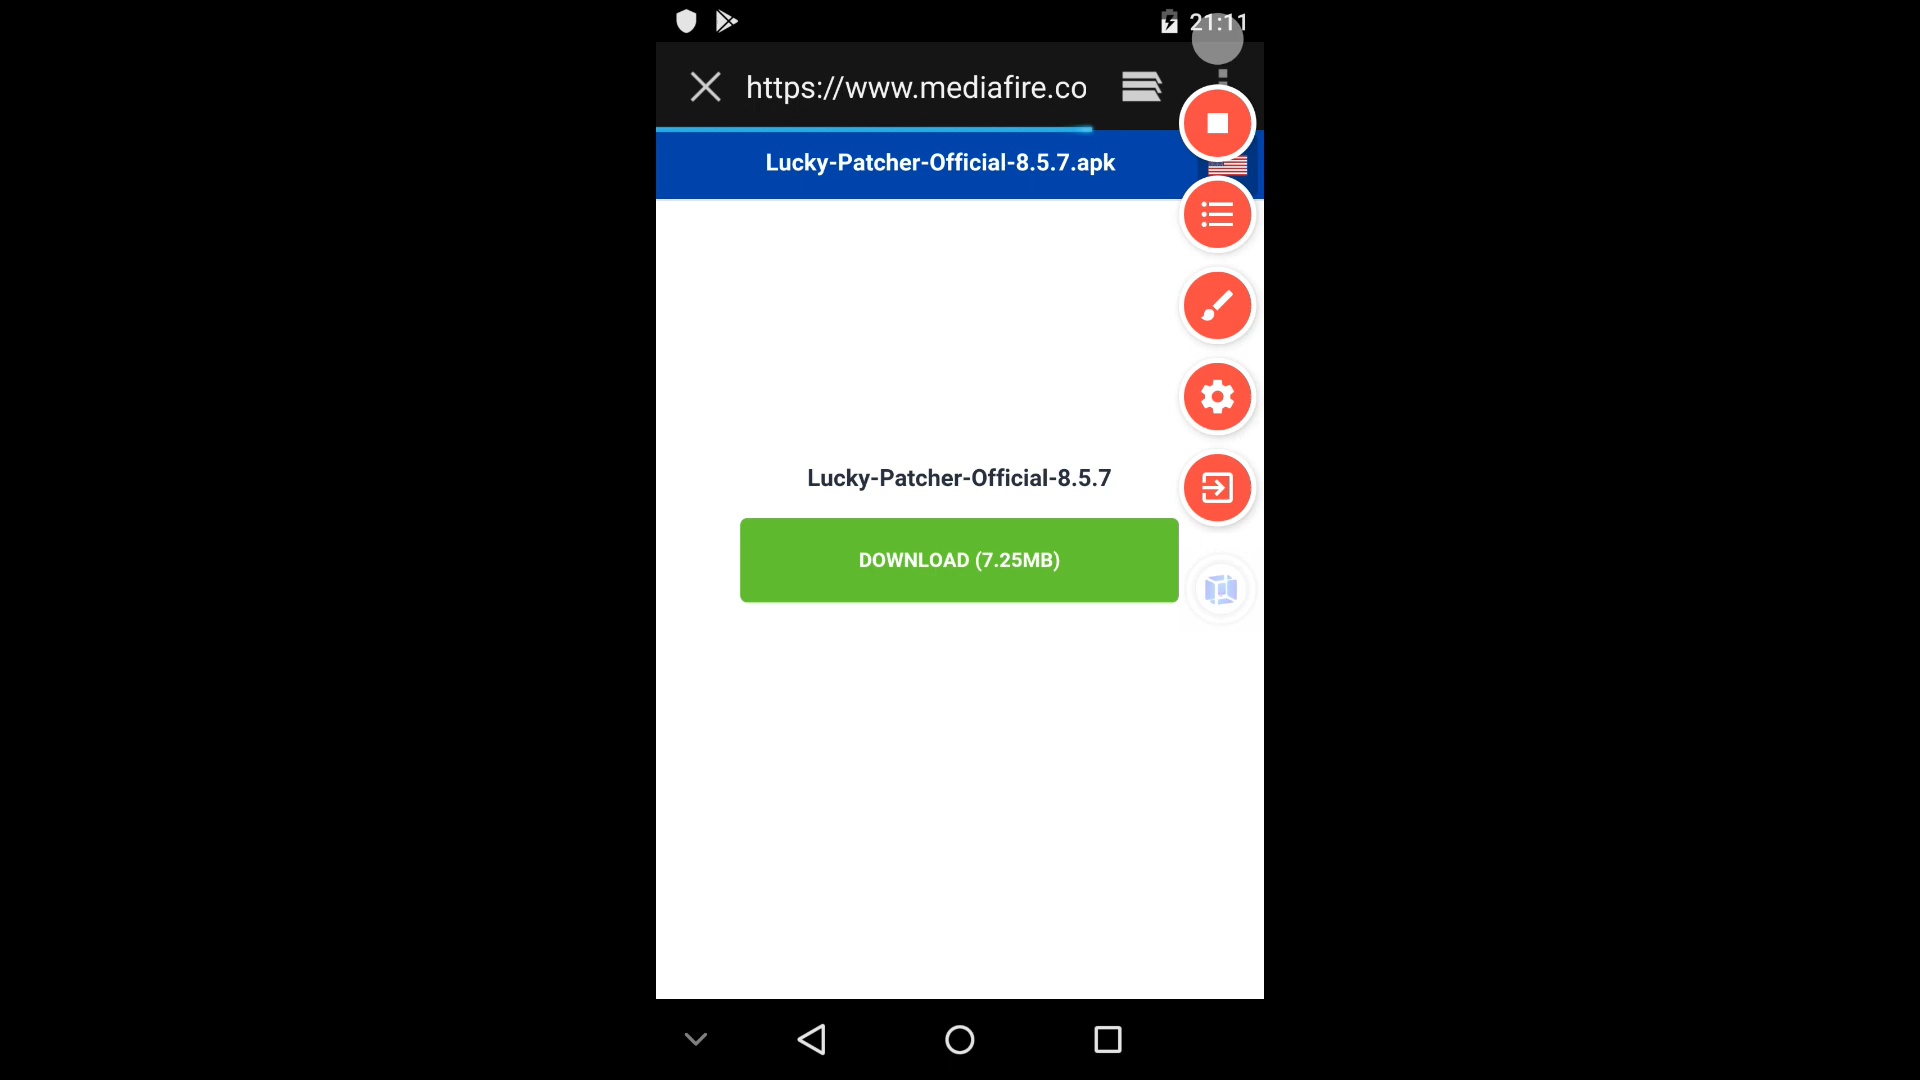 21:11
https://www.mediafire.co
Lucky-Patcher-Official-8.5.7.apk
Lucky-Patcher-Official-8.5.7
DOWNLOAD (7.25MB)